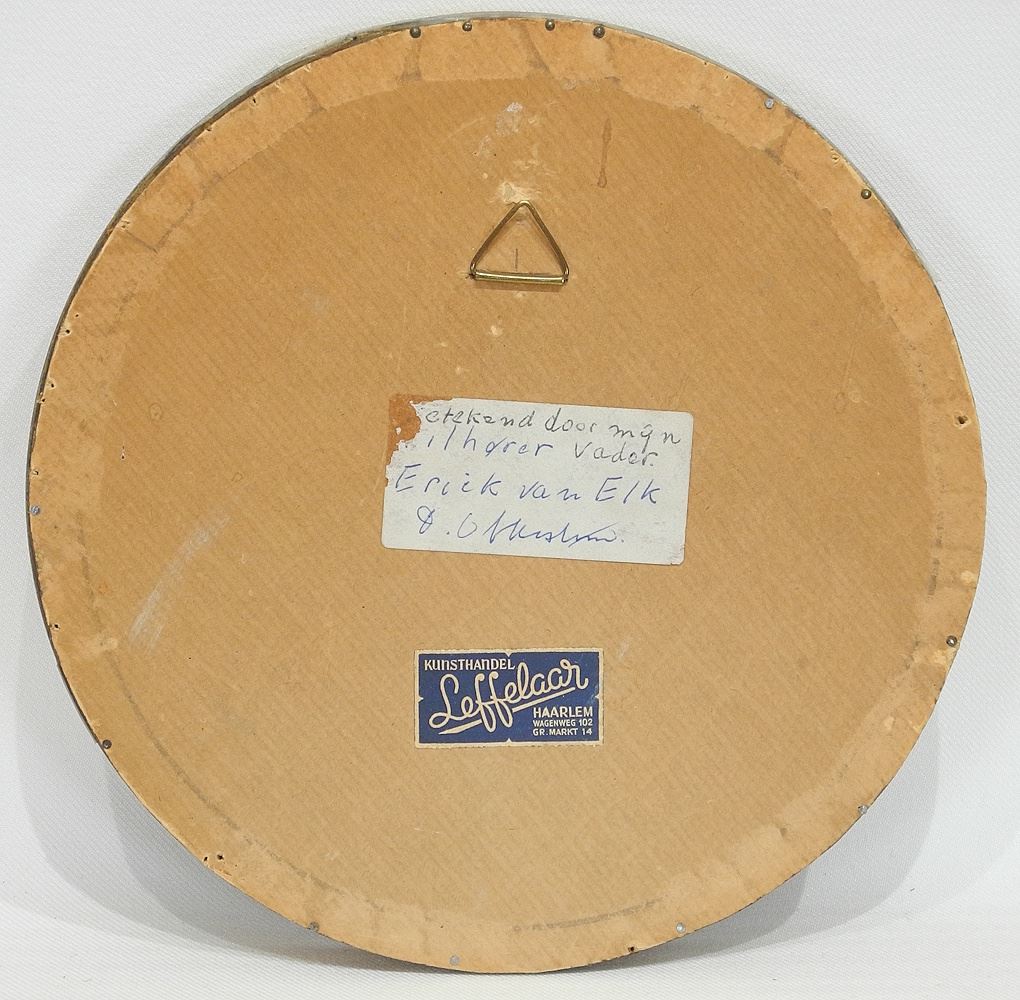 etekend door mijn
vader.
Erick van Elk
KUNSTHANDEL
Leffelaar
HAARLEM
WAGENWEG 102
GR. MARKT 14